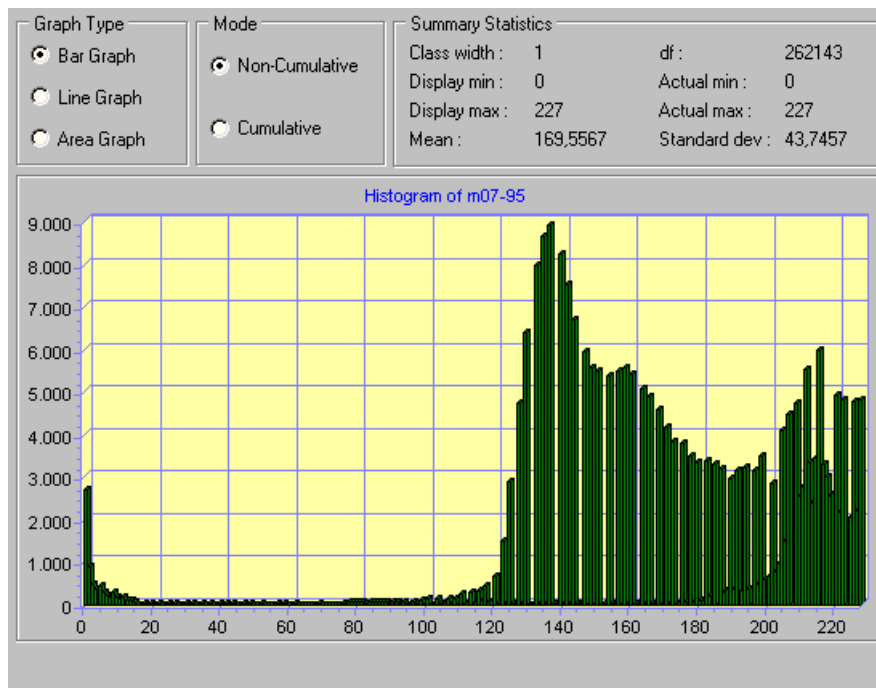 Graph Type
Bar Graph
Line Graph
Area Graph
Mode
Non-Cumulative
Cumulative
Summary Statistics
Class width : 1 df : 262143
Display min : 0 Actual min : 0
Display max : 227 Actual max : 227
Mean : 169,5567 Standard dev : 43,7457
Histogram of m07-95
9.000
8.000
7.000
6.000
5.000
4.000
3.000
2.000
1.000
0
0 20 40 60 80 100 120 140 160 180 200 220